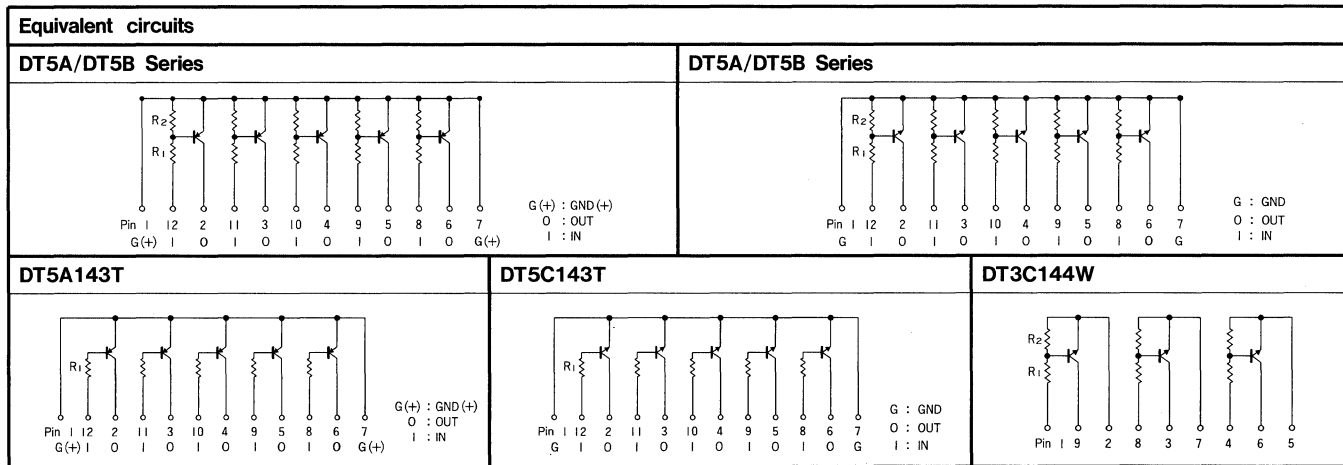 Equivalent circuits
DT5A/DT5B Series
R2
R1
Pin 1 12 2 11 3 10 4 9 5 8 6 7
G(+) I O I O I O I O I O G(+)
G(+) : GND(+)
O : OUT
I : IN
DT5A/DT5B Series
R2
R1
Pin 1 12 2 11 3 10 4 9 5 8 6 7
G I O I O I O I O I O G
G : GND
O : OUT
I : IN
DT5A143T
R1
Pin 1 12 2 11 3 10 4 9 5 8 6 7
G(+) I O I O I O I O I O G(+)
G(+) : GND(+)
O : OUT
I : IN
DT5C143T
R1
Pin 1 12 2 11 3 10 4 9 5 8 6 7
G I O I O I O I O I O G
G : GND
O : OUT
I : IN
DT3C144W
R2
R1
Pin 1 9 2 8 3 7 4 6 5